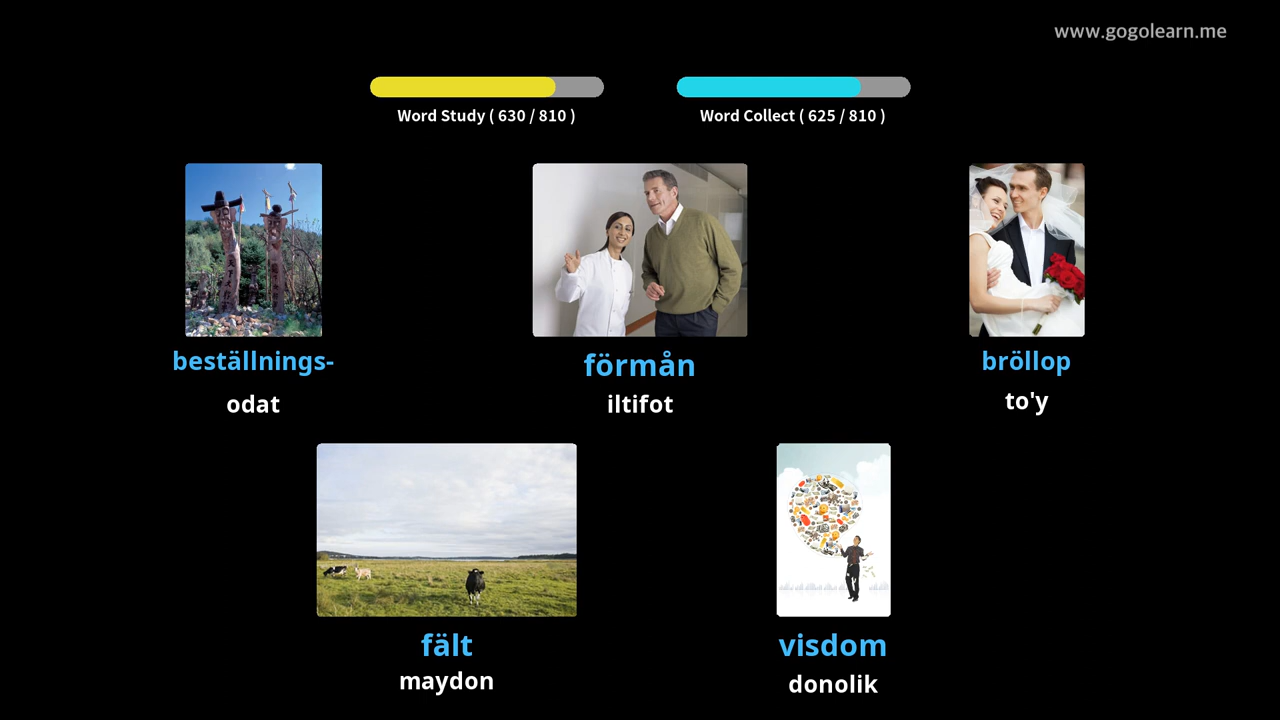 www.gogolearn.me
Word Study ( 630 / 810 )
Word Collect ( 625 / 810 )
beställnings-
odat
förmån
iltifot
bröllop
to'y
fält
maydon
visdom
donolik